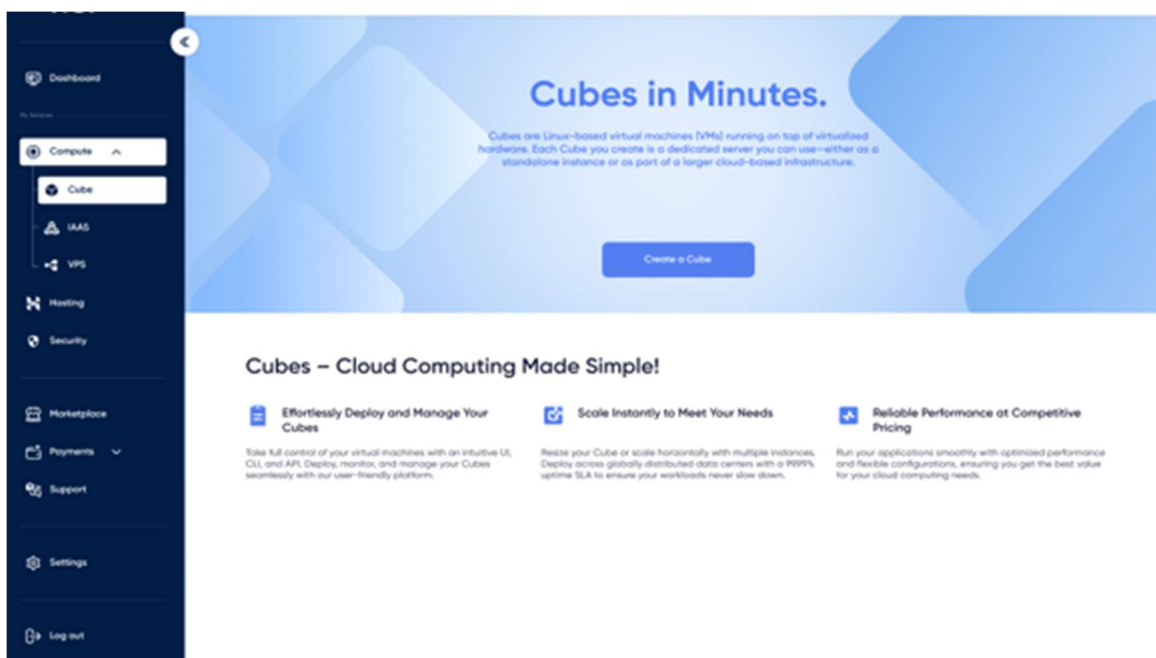 Dashboard
My Services
Compute
Cube
IAAS
VPS
Hosting
Security
Marketplace
Payments
Support
Settings
Log out
Cubes in Minutes.
Cubes are Linux-based virtual machines (VMs) running on top of virtualized
hardware. Each Cube you create is a dedicated server you can use—either as a
standalone instance or as part of a larger cloud-based infrastructure.
Create a Cube
Cubes – Cloud Computing Made Simple!
Effortlessly Deploy and Manage Your
Cubes
Take full control of your virtual machines with an intuitive UI,
CLI, and API. Deploy, monitor, and manage your Cubes
seamlessly with our user-friendly platform.
Scale Instantly to Meet Your Needs
Resize your Cube or scale horizontally with multiple instances.
Deploy across globally distributed data centers with a 99.99%
uptime SLA to ensure your workloads never slow down.
Reliable Performance at Competitive
Pricing
Run your applications smoothly with optimized performance
and flexible configurations, ensuring you get the best value
for your cloud computing needs.